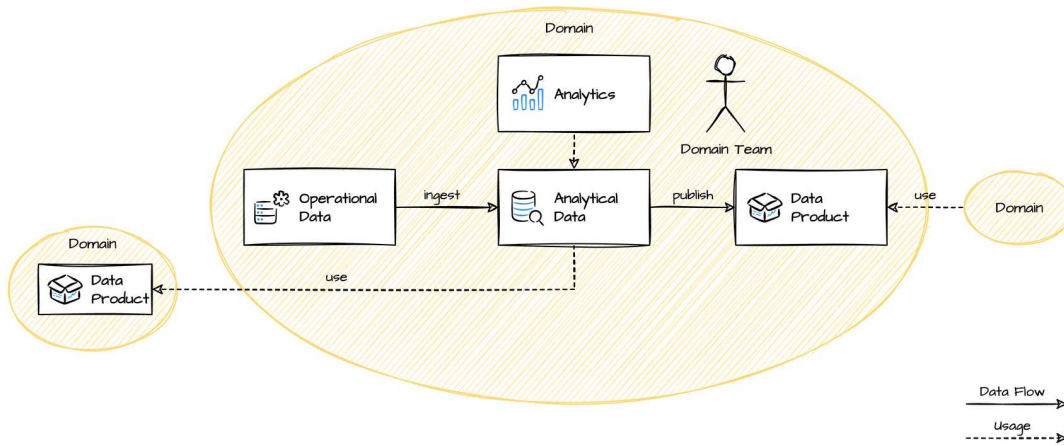 Domain
Analytics
Domain Team
Operational
Data
ingest
Analytical
Data
publish
Data
Product
use
Domain
Domain
Data
Product
use
Data Flow
Usage